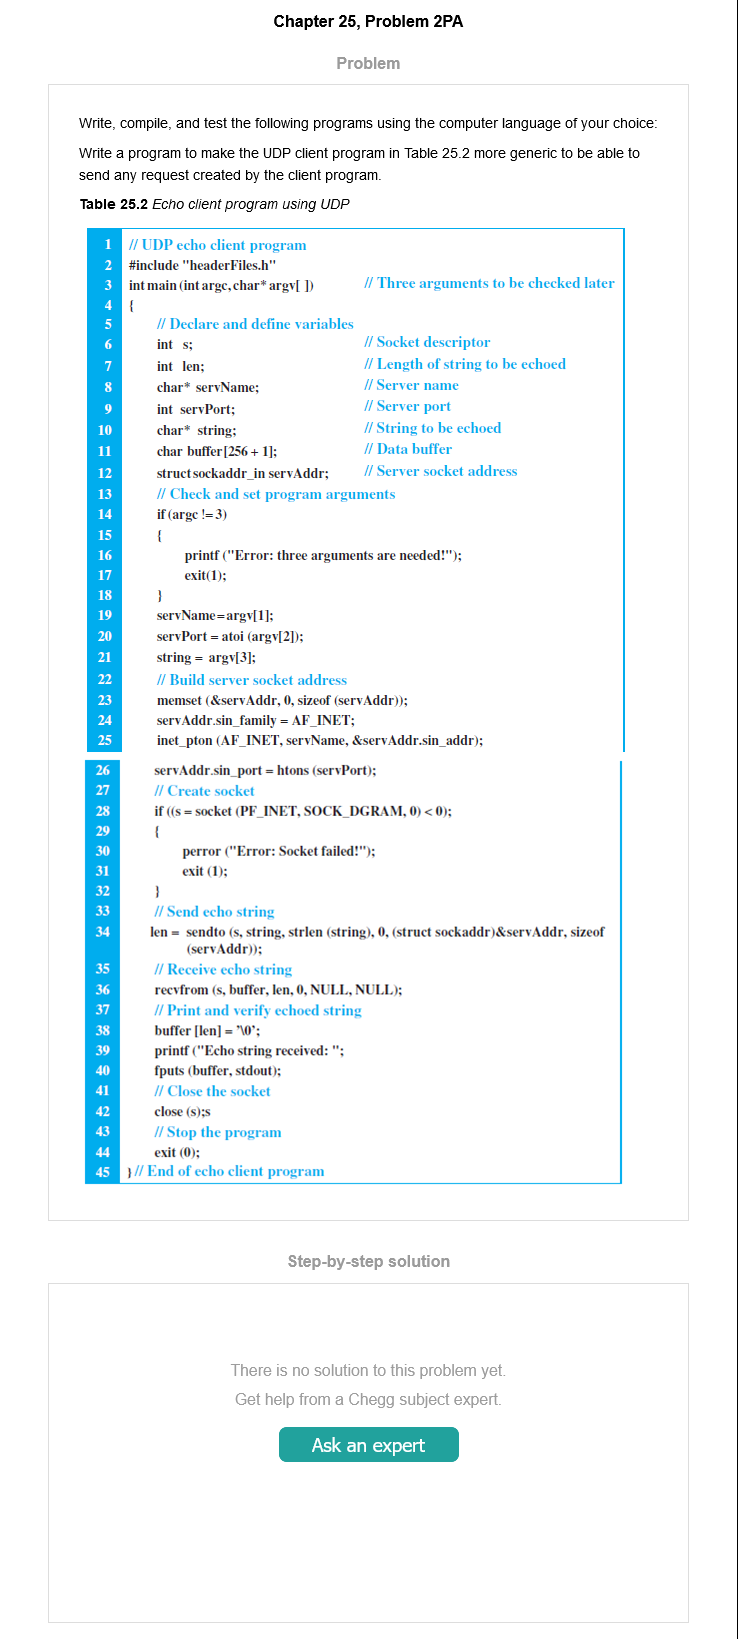 Chapter 25, Problem 2PA
Problem
Write, compile, and test the following programs using the computer language of your choice:
Write a program to make the UDP client program in Table 25.2 more generic to be able to
send any request created by the client program.
Table 25.2 Echo client program using UDP
1 // UDP echo client program
2 #include "headerFiles.h"
3 int main (int argc, char* argv[ ]) // Three arguments to be checked later
4 {
5 // Declare and define variables
6 int s; // Socket descriptor
7 int len; // Length of string to be echoed
8 char* servName; // Server name
9 int servPort; // Server port
10 char* string; // String to be echoed
11 char buffer[256 + 1]; // Data buffer
12 struct sockaddr_in servAddr; // Server socket address
13 // Check and set program arguments
14 if (argc != 3)
15 {
16 printf ("Error: three arguments are needed!");
17 exit(1);
18 }
19 servName = argv[1];
20 servPort = atoi (argv[2]);
21 string = argv[3];
22 // Build server socket address
23 memset (&servAddr, 0, sizeof (servAddr));
24 servAddr.sin_family = AF_INET;
25 inet_pton (AF_INET, servName, &servAddr.sin_addr);
26 servAddr.sin_port = htons (servPort);
27 // Create socket
28 if ((s = socket (PF_INET, SOCK_DGRAM, 0) < 0);
29 {
30 perror ("Error: Socket failed!");
31 exit (1);
32 }
33 // Send echo string
34 len = sendto (s, string, strlen (string), 0, (struct sockaddr)&servAddr, sizeof
(servAddr));
35 // Receive echo string
36 recvfrom (s, buffer, len, 0, NULL, NULL);
37 // Print and verify echoed string
38 buffer [len] = '\0';
39 printf ("Echo string received: ";
40 fputs (buffer, stdout);
41 // Close the socket
42 close (s);s
43 // Stop the program
44 exit (0);
45 } // End of echo client program
Step-by-step solution
There is no solution to this problem yet.
Get help from a Chegg subject expert.
Ask an expert